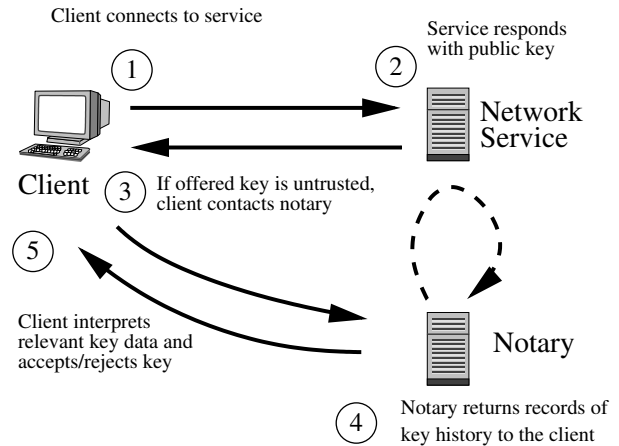 Client connects to service
1
2
Service responds
with public key
Network
Service
Client
3
If offered key is untrusted,
client contacts notary
5
Client interprets
relevant key data and
accepts/rejects key
Notary
4
Notary returns records of
key history to the client